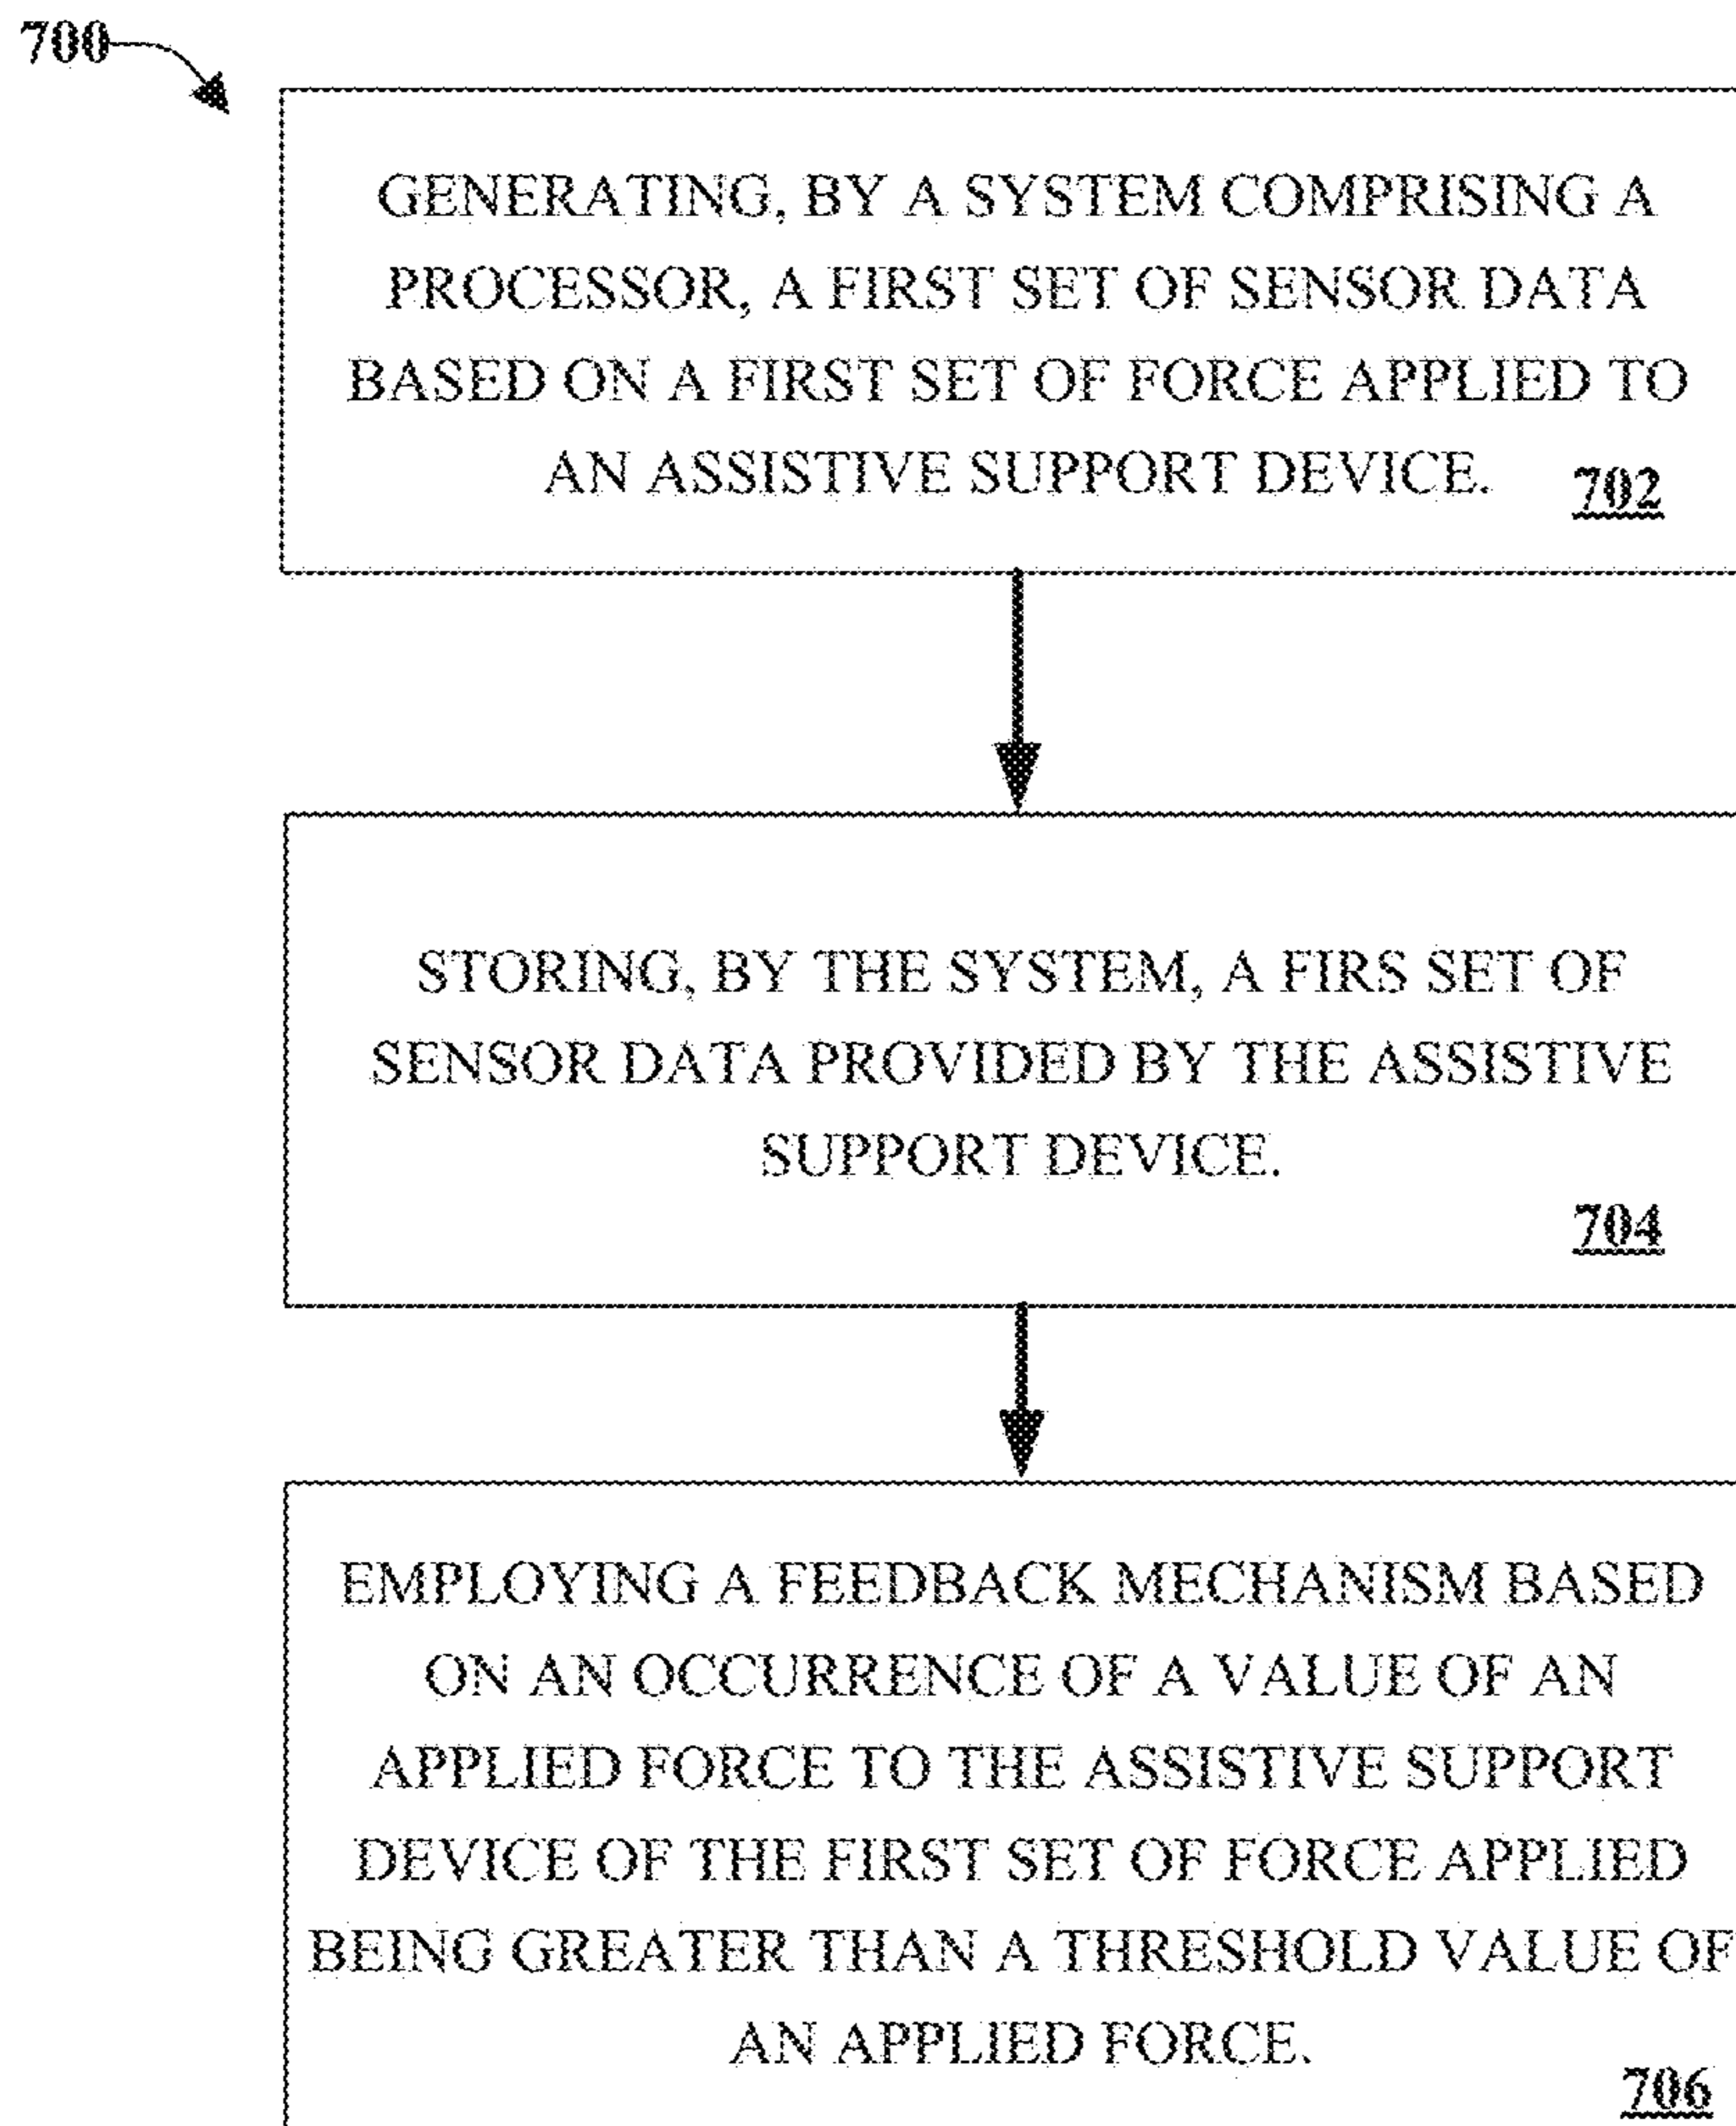 700
GENERATING, BY A SYSTEM COMPRISING A
PROCESSOR, A FIRST SET OF SENSOR DATA
BASED ON A FIRST SET OF FORCE APPLIED TO
AN ASSISTIVE SUPPORT DEVICE.
702
STORING, BY THE SYSTEM, A FIRS SET OF
SENSOR DATA PROVIDED BY THE ASSISTIVE
SUPPORT DEVICE.
704
EMPLOYING A FEEDBACK MECHANISM BASED
ON AN OCCURRENCE OF A VALUE OF AN
APPLIED FORCE TO THE ASSISTIVE SUPPORT
DEVICE OF THE FIRST SET OF FORCE APPLIED
BEING GREATER THAN A THRESHOLD VALUE OF
AN APPLIED FORCE.
706